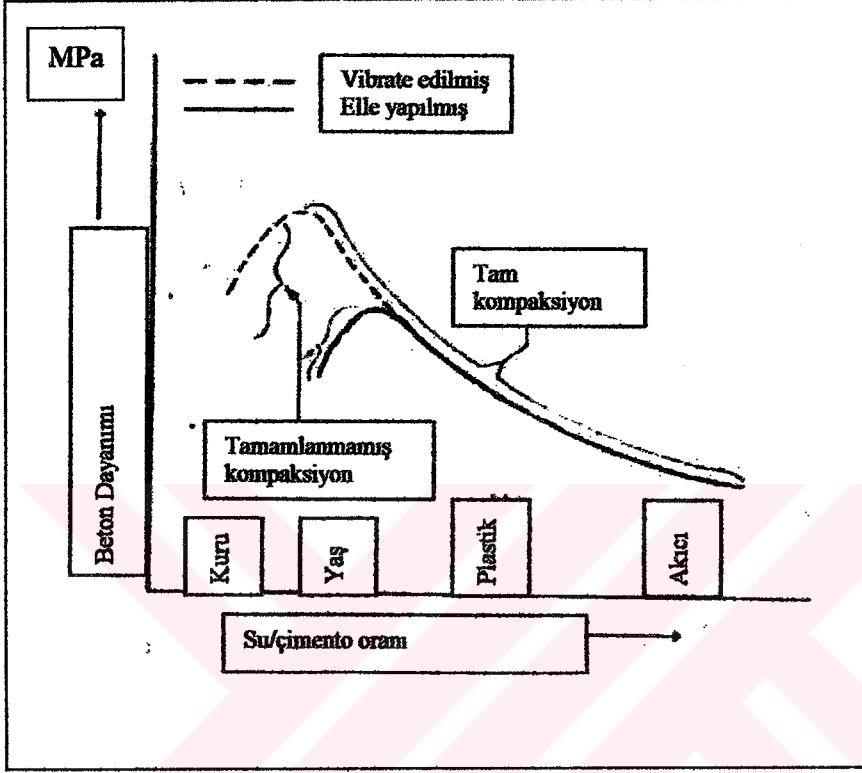 MPa
Vibrate edilmiş
Elle yapılmış
Tam
kompaksiyon
Tamamlanmamış
kompaksiyon
Beton Dayanımı
Kuru
Yaş
Plastik
Akıcı
Su/çimento oranı